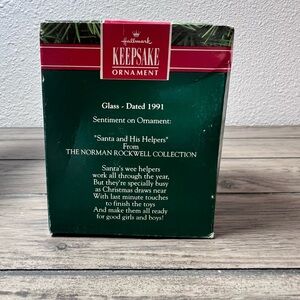 Hallmark
KEEPSAKE
ORNAMENT
Glass - Dated 1991
Sentiment on Ornament:
"Santa and His Helpers"
From
THE NORMAN ROCKWELL COLLECTION
Santa's wee helpers
work all through the year,
But they're specially busy
as Christmas draws near
With last minute touches
to finish the toys
And make them all ready
for good girls and boys!